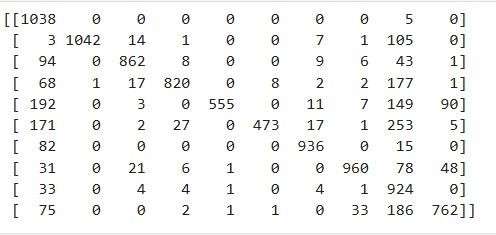 [[1038 0 0 0 0 0 0 0 5 0]
[ 3 1042 14 1 0 0 7 1 105 0]
[ 94 0 862 8 0 0 9 6 43 1]
[ 68 1 17 820 0 8 2 2 177 1]
[ 192 0 3 0 555 0 11 7 149 90]
[ 171 0 2 27 0 473 17 1 253 5]
[ 82 0 0 0 0 0 936 0 15 0]
[ 31 0 21 6 1 0 0 960 78 48]
[ 33 0 4 4 1 0 4 1 924 0]
[ 75 0 0 2 1 1 0 33 186 762]]